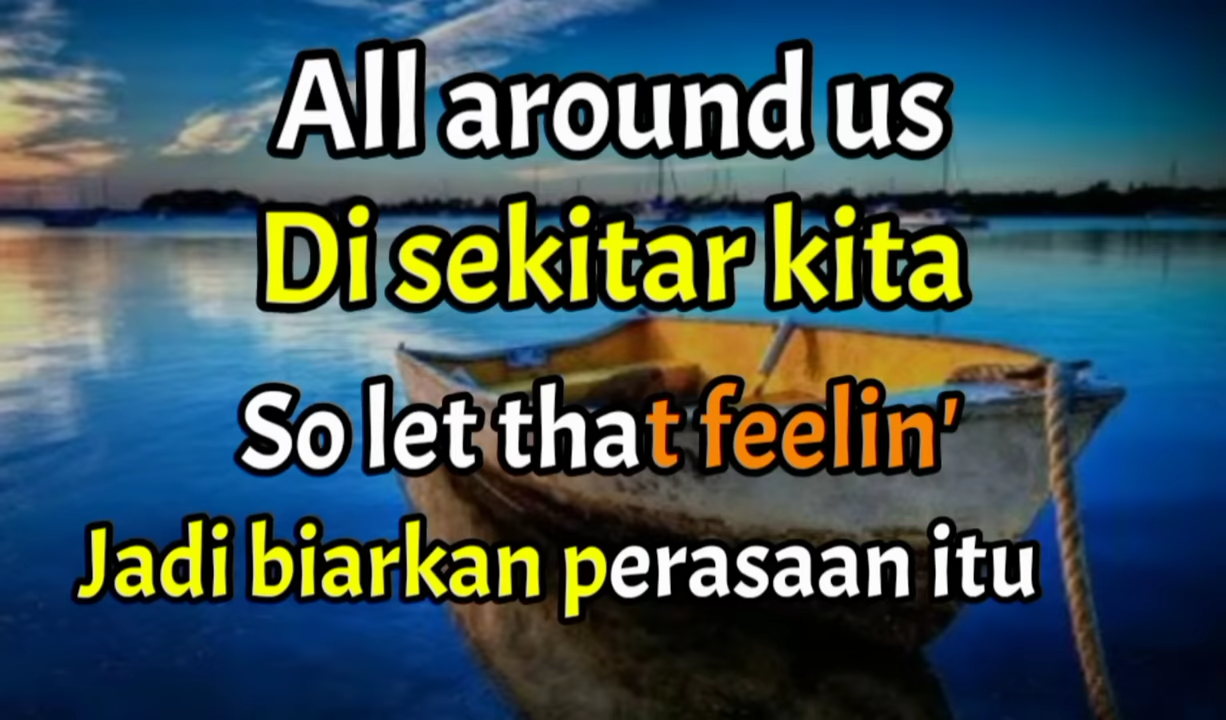 All around us
Di sekitar kita
So let that feelin'
Jadi biarkan perasaan itu